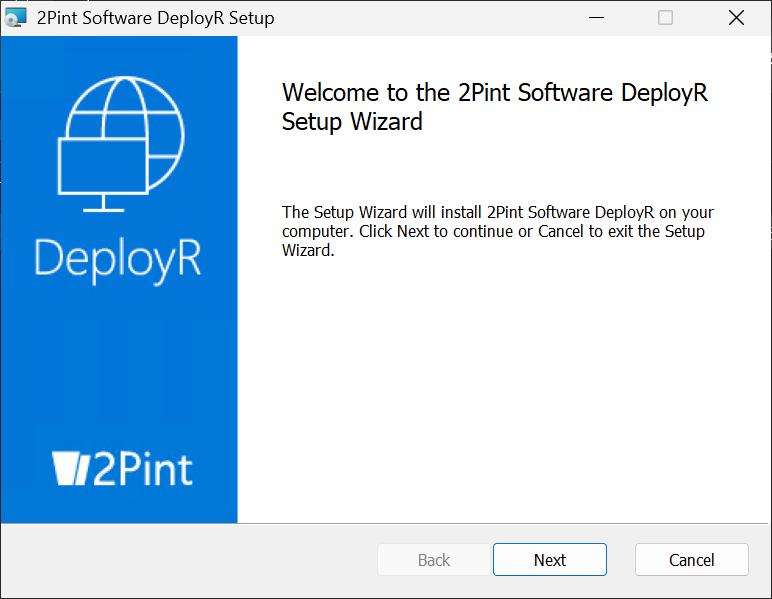 2Pint Software DeployR Setup
Welcome to the 2Pint Software DeployR
Setup Wizard
The Setup Wizard will install 2Pint Software DeployR on your
computer. Click Next to continue or Cancel to exit the Setup
Wizard.
DeployR
2Pint
Back
Next
Cancel